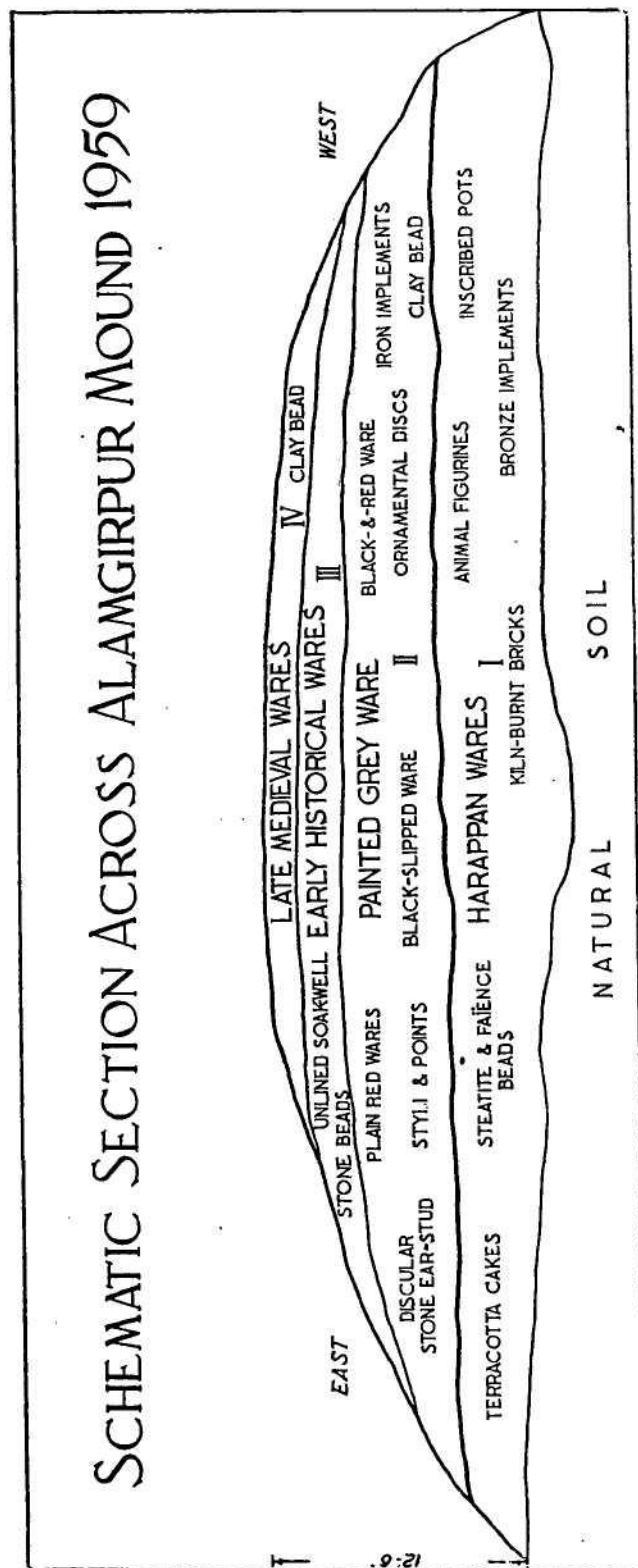 SCHEMATIC SECTION ACROSS ALAMGIRPUR MOUND 1959
EAST
WEST
LATE MEDIEVAL WARES
IV
CLAY BEAD
UNLINED SOAKWELL
EARLY HISTORICAL WARES
III
STONE BEADS
PLAIN RED WARES
PAINTED GREY WARE
BLACK-&-RED WARE
IRON IMPLEMENTS
DISCULAR
STONE EAR-STUD
STYLI & POINTS
BLACK-SLIPPED WARE
II
ORNAMENTAL DISCS
CLAY BEAD
TERRACOTTA CAKES
STEATITE & FAÏENCE
BEADS
HARAPPAN WARES
I
ANIMAL FIGURINES
INSCRIBED POTS
KILN-BURNT BRICKS
BRONZE IMPLEMENTS
NATURAL SOIL
12'·6"